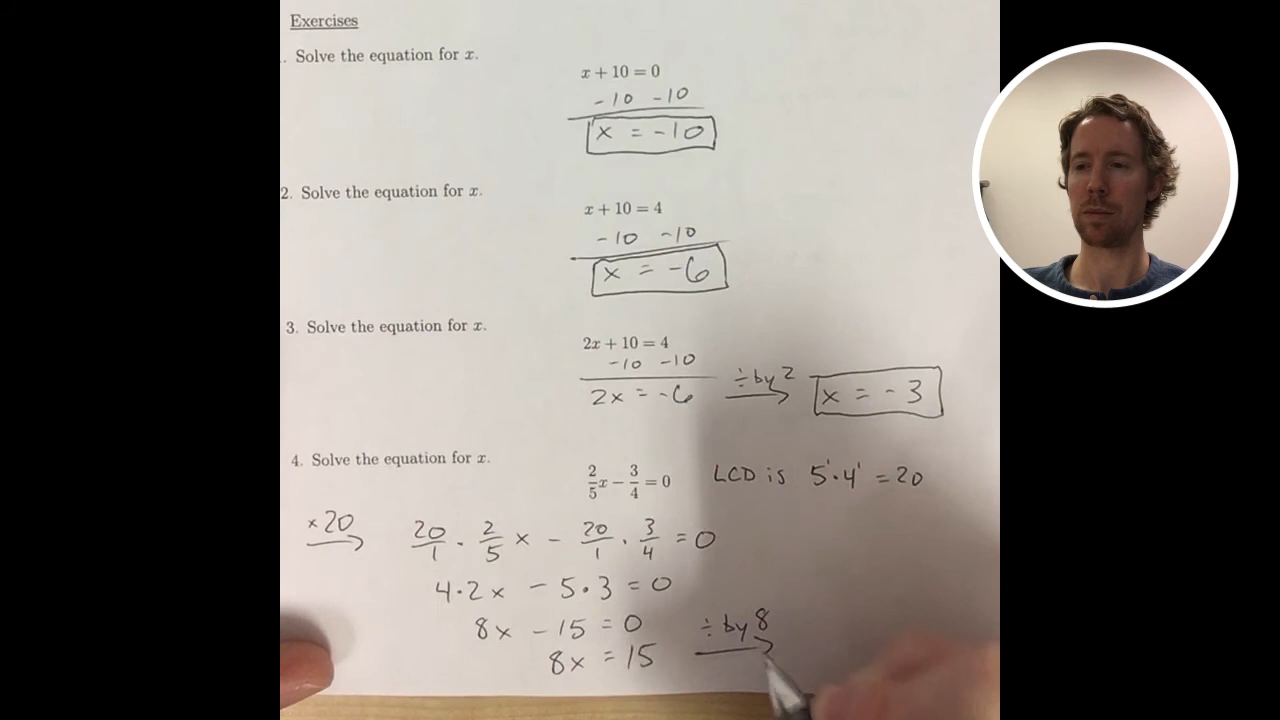 Exercises
. Solve the equation for x.
x + 10 = 0
-10 -10
x = -10
2. Solve the equation for x.
x + 10 = 4
-10 -10
x = -6
3. Solve the equation for x.
2x + 10 = 4
-10 -10
2x = -6 ÷ by 2 x = -3
4. Solve the equation for x.
2/5 x - 3/4 = 0 LCD is 5¹·4¹ = 20
×20 20/1 · 2/5 x - 20/1 · 3/4 = 0
4·2x - 5·3 = 0
8x - 15 = 0 ÷ by 8
8x = 15